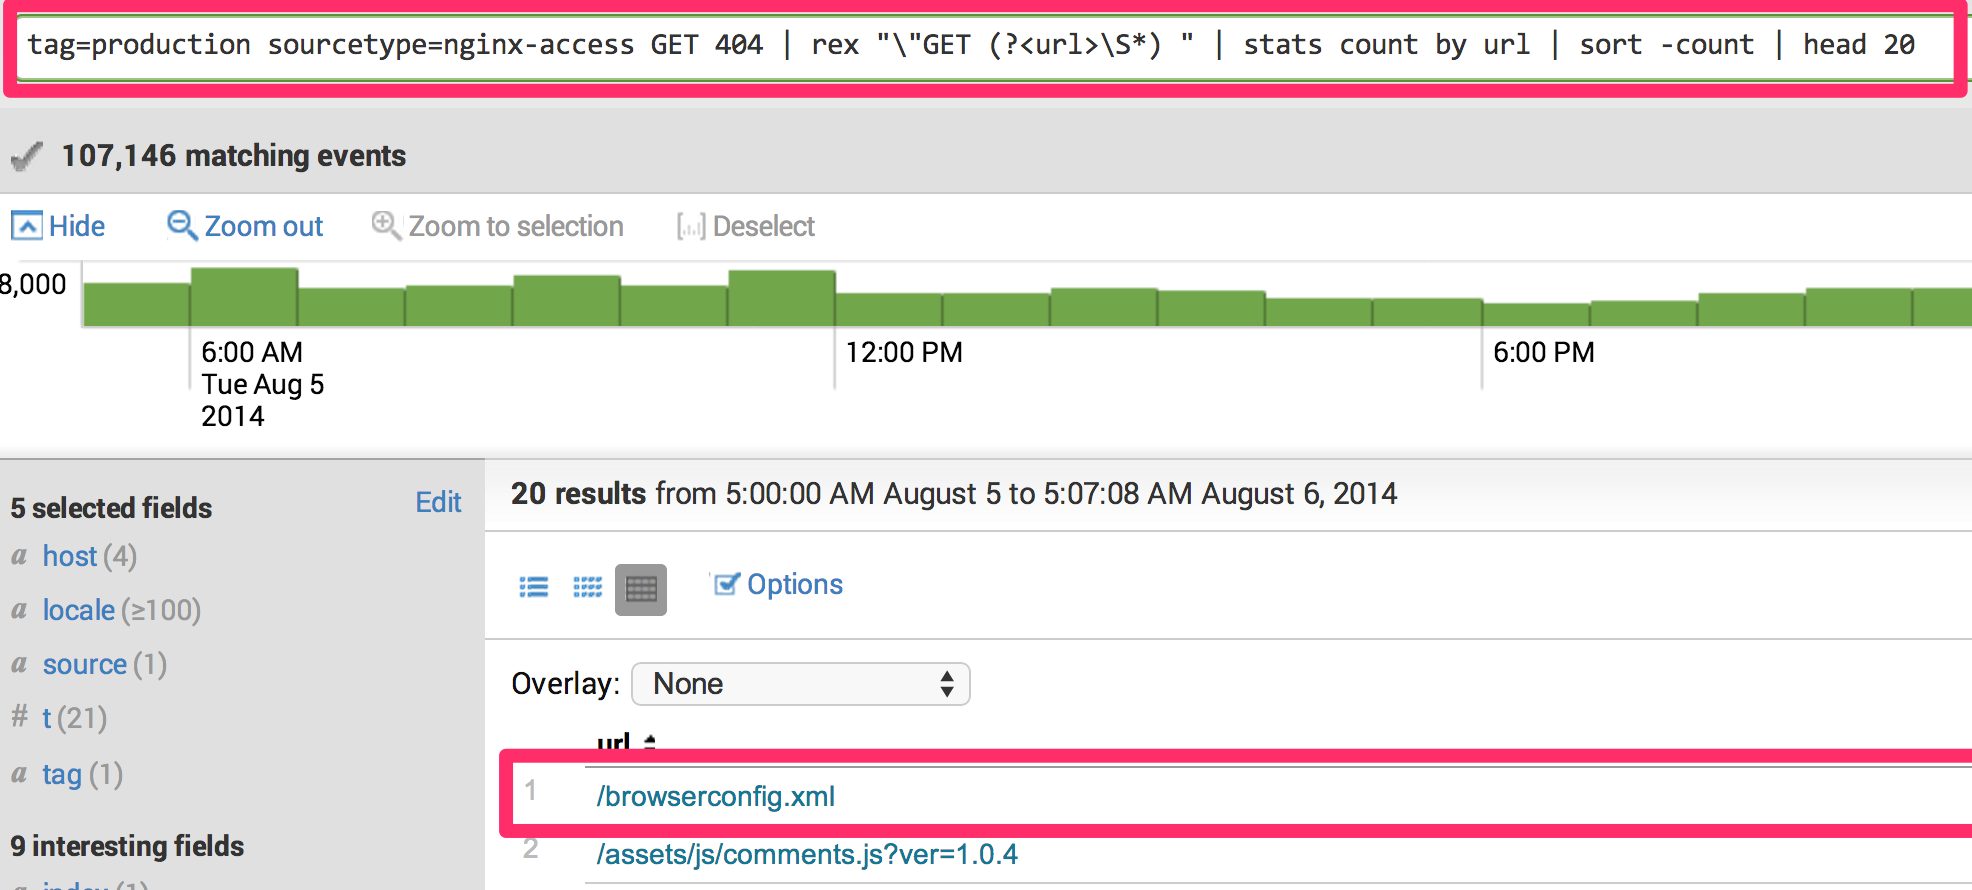 tag=production sourcetype=nginx-access GET 404 | rex "\"GET (?<url>\S*) " | stats count by url | sort -count | head 20
107,146 matching events
Hide Zoom out Zoom to selection Deselect
8,000
6:00 AM 12:00 PM 6:00 PM
Tue Aug 5
2014
5 selected fields Edit
a host (4)
a locale (≥100)
a source (1)
# t (21)
a tag (1)
9 interesting fields
a index (1)
20 results from 5:00:00 AM August 5 to 5:07:08 AM August 6, 2014
Options
Overlay: None
url
1 /browserconfig.xml
2 /assets/js/comments.js?ver=1.0.4